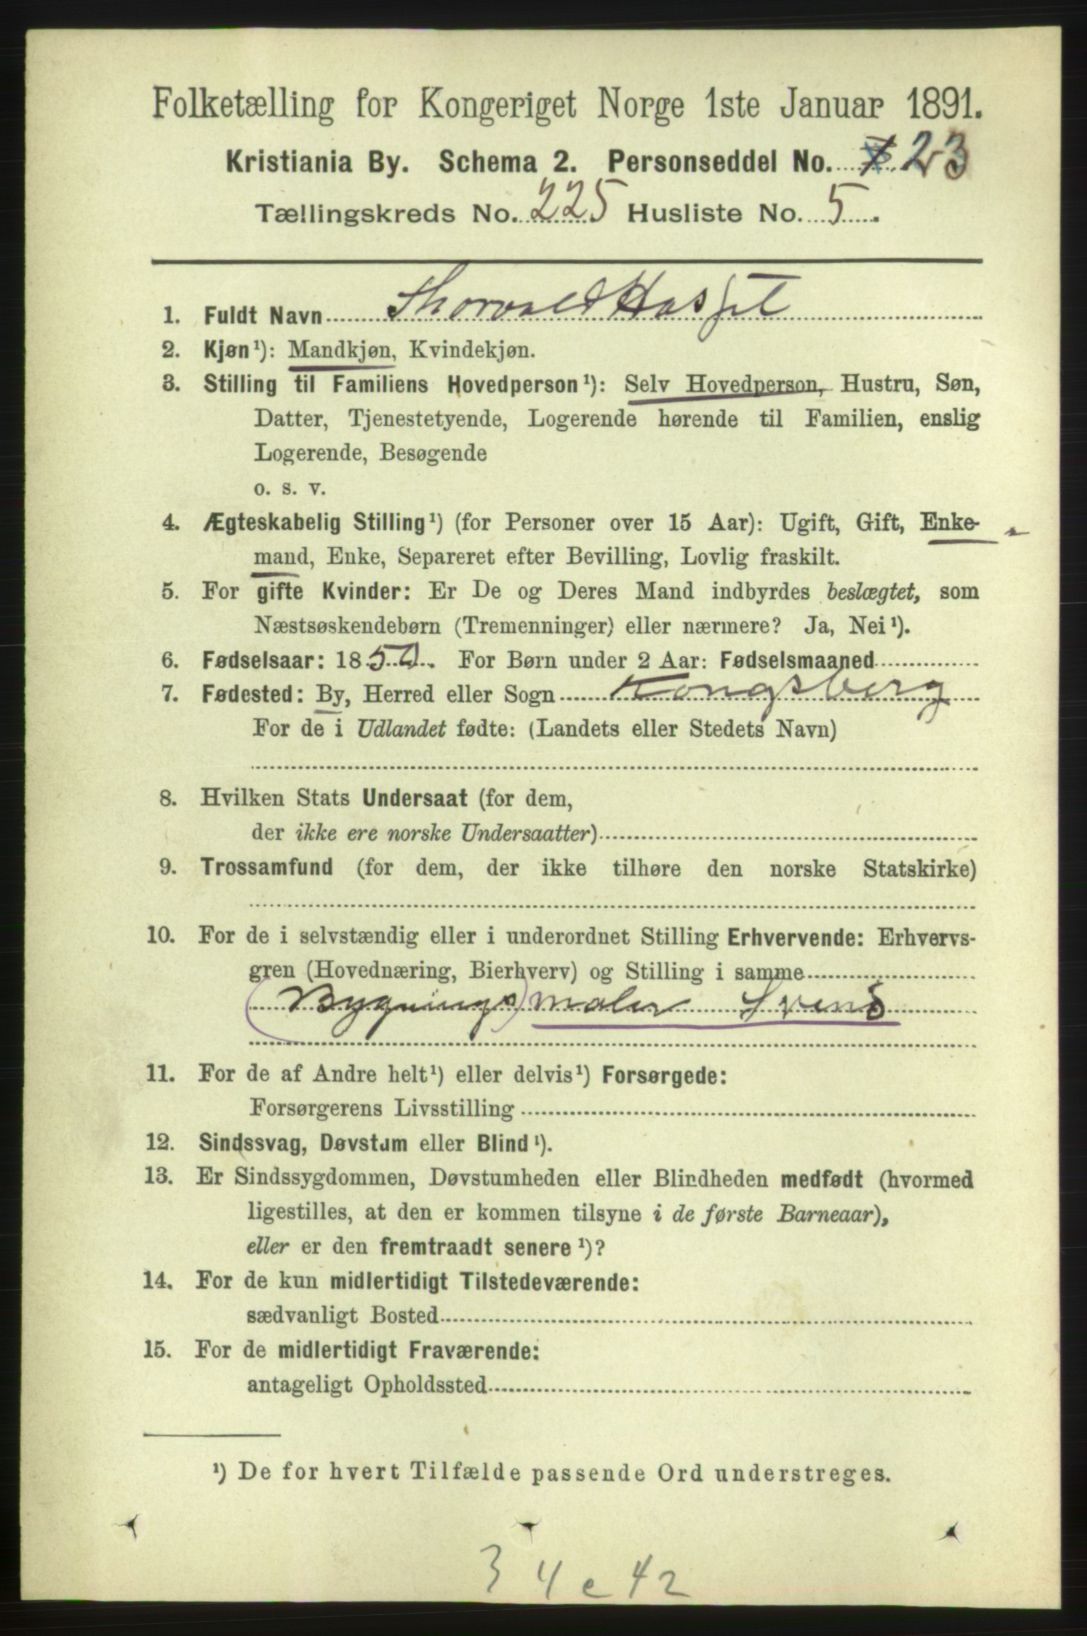 Folketælling for Kongeriget Norge 1ste Januar 1891.
Kristiania By. Schema 2. Personseddel No. 23
Tællingskreds No. 225 Husliste No. 5.
1. Fuldt Navn Thorvald
2. Kjøn¹): Mandkjøn, Kvindekjøn.
3. Stilling til Familiens Hovedperson¹): Selv Hovedperson, Hustru, Søn,
Datter, Tjenestetyende, Logerende hørende til Familien, enslig
Logerende, Besøgende
o. s. v.
4. Ægteskabelig Stilling¹) (for Personer over 15 Aar): Ugift, Gift, Enke-
mand, Enke, Separeret efter Bevilling, Lovlig fraskilt.
5. For gifte Kvinder: Er De og Deres Mand indbyrdes beslægtet, som
Næstsøskendebørn (Tremenninger) eller nærmere? Ja, Nei¹).
6. Fødselsaar: 1850. For Børn under 2 Aar: Fødselsmaaned
7. Fødested: By, Herred eller Sogn Kongsberg
For de i Udlandet fødte: (Landets eller Stedets Navn)
8. Hvilken Stats Undersaat (for dem,
der ikke ere norske Undersaatter)
9. Trossamfund (for dem, der ikke tilhøre den norske Statskirke)
10. For de i selvstændig eller i underordnet Stilling Erhvervende: Erhvervs-
gren (Hovednæring, Bierhverv) og Stilling i samme
(Bygnings) maler Svend
11. For de af Andre helt¹) eller delvis¹) Forsørgede:
Forsørgerens Livsstilling
12. Sindssvag, Døvstum eller Blind¹).
13. Er Sindssygdommen, Døvstumheden eller Blindheden medfødt (hvormed
ligestilles, at den er kommen tilsyne i de første Barneaar),
eller er den fremtraadt senere¹)?
14. For de kun midlertidigt Tilstedeværende:
sædvanligt Bosted
15. For de midlertidigt Fraværende:
antageligt Opholdssted
¹) De for hvert Tilfælde passende Ord understreges.
34 e 42